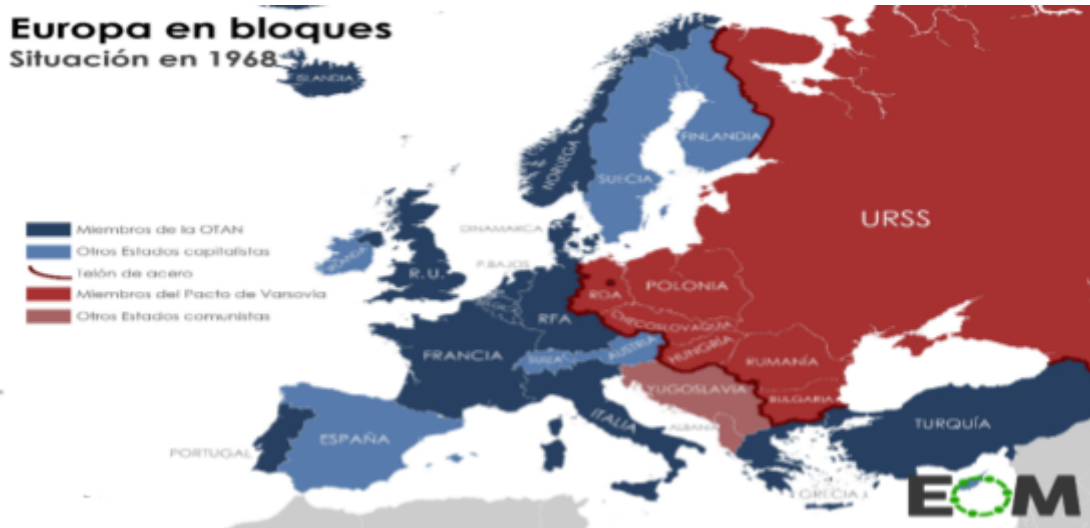 Europa en bloques
Situación en 1968
ISLANDIA
NORUEGA
SUECIA
FINLANDIA
URSS
DINAMARCA
Miembros de la OTAN
Otros Estados capitalistas
Telón de acero
Miembros del Pacto de Varsovia
Otros Estados comunistas
IRLANDA
R.U.
P.BAJOS
RDA
POLONIA
RFA
CHECOSLOVAQUIA
FRANCIA
SUIZA
AUSTRIA
HUNGRÍA
RUMANÍA
YUGOSLAVIA
BULGARIA
ITALIA
ALBANIA
ESPAÑA
PORTUGAL
TURQUÍA
GRECIA
EOM